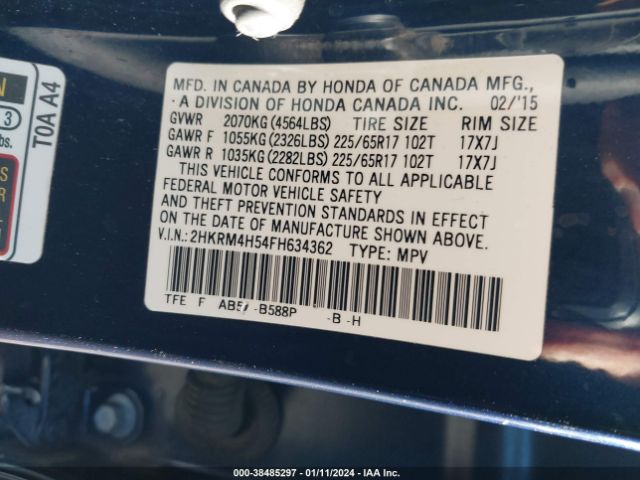 MFD. IN CANADA BY HONDA OF CANADA MFG.,
A DIVISION OF HONDA CANADA INC. 02/'15
GVWR 2070KG (4564LBS) TIRE SIZE RIM SIZE
GAWR F 1055KG (2326LBS) 225/65R17 102T 17X7J
GAWR R 1035KG (2282LBS) 225/65R17 102T 17X7J
THIS VEHICLE CONFORMS TO ALL APPLICABLE
FEDERAL MOTOR VEHICLE SAFETY
AND THEFT PREVENTION STANDARDS IN EFFECT
ON THE DATE OF MANUFACTURE SHOWN ABOVE.
V.I.N.: 2HKRM4H54FH634362 TYPE: MPV
TFE F -B588P -B -H
N
3
bs.
S
R
TOA A4
000-38485297 - 01/11/2024 - IAA Inc.